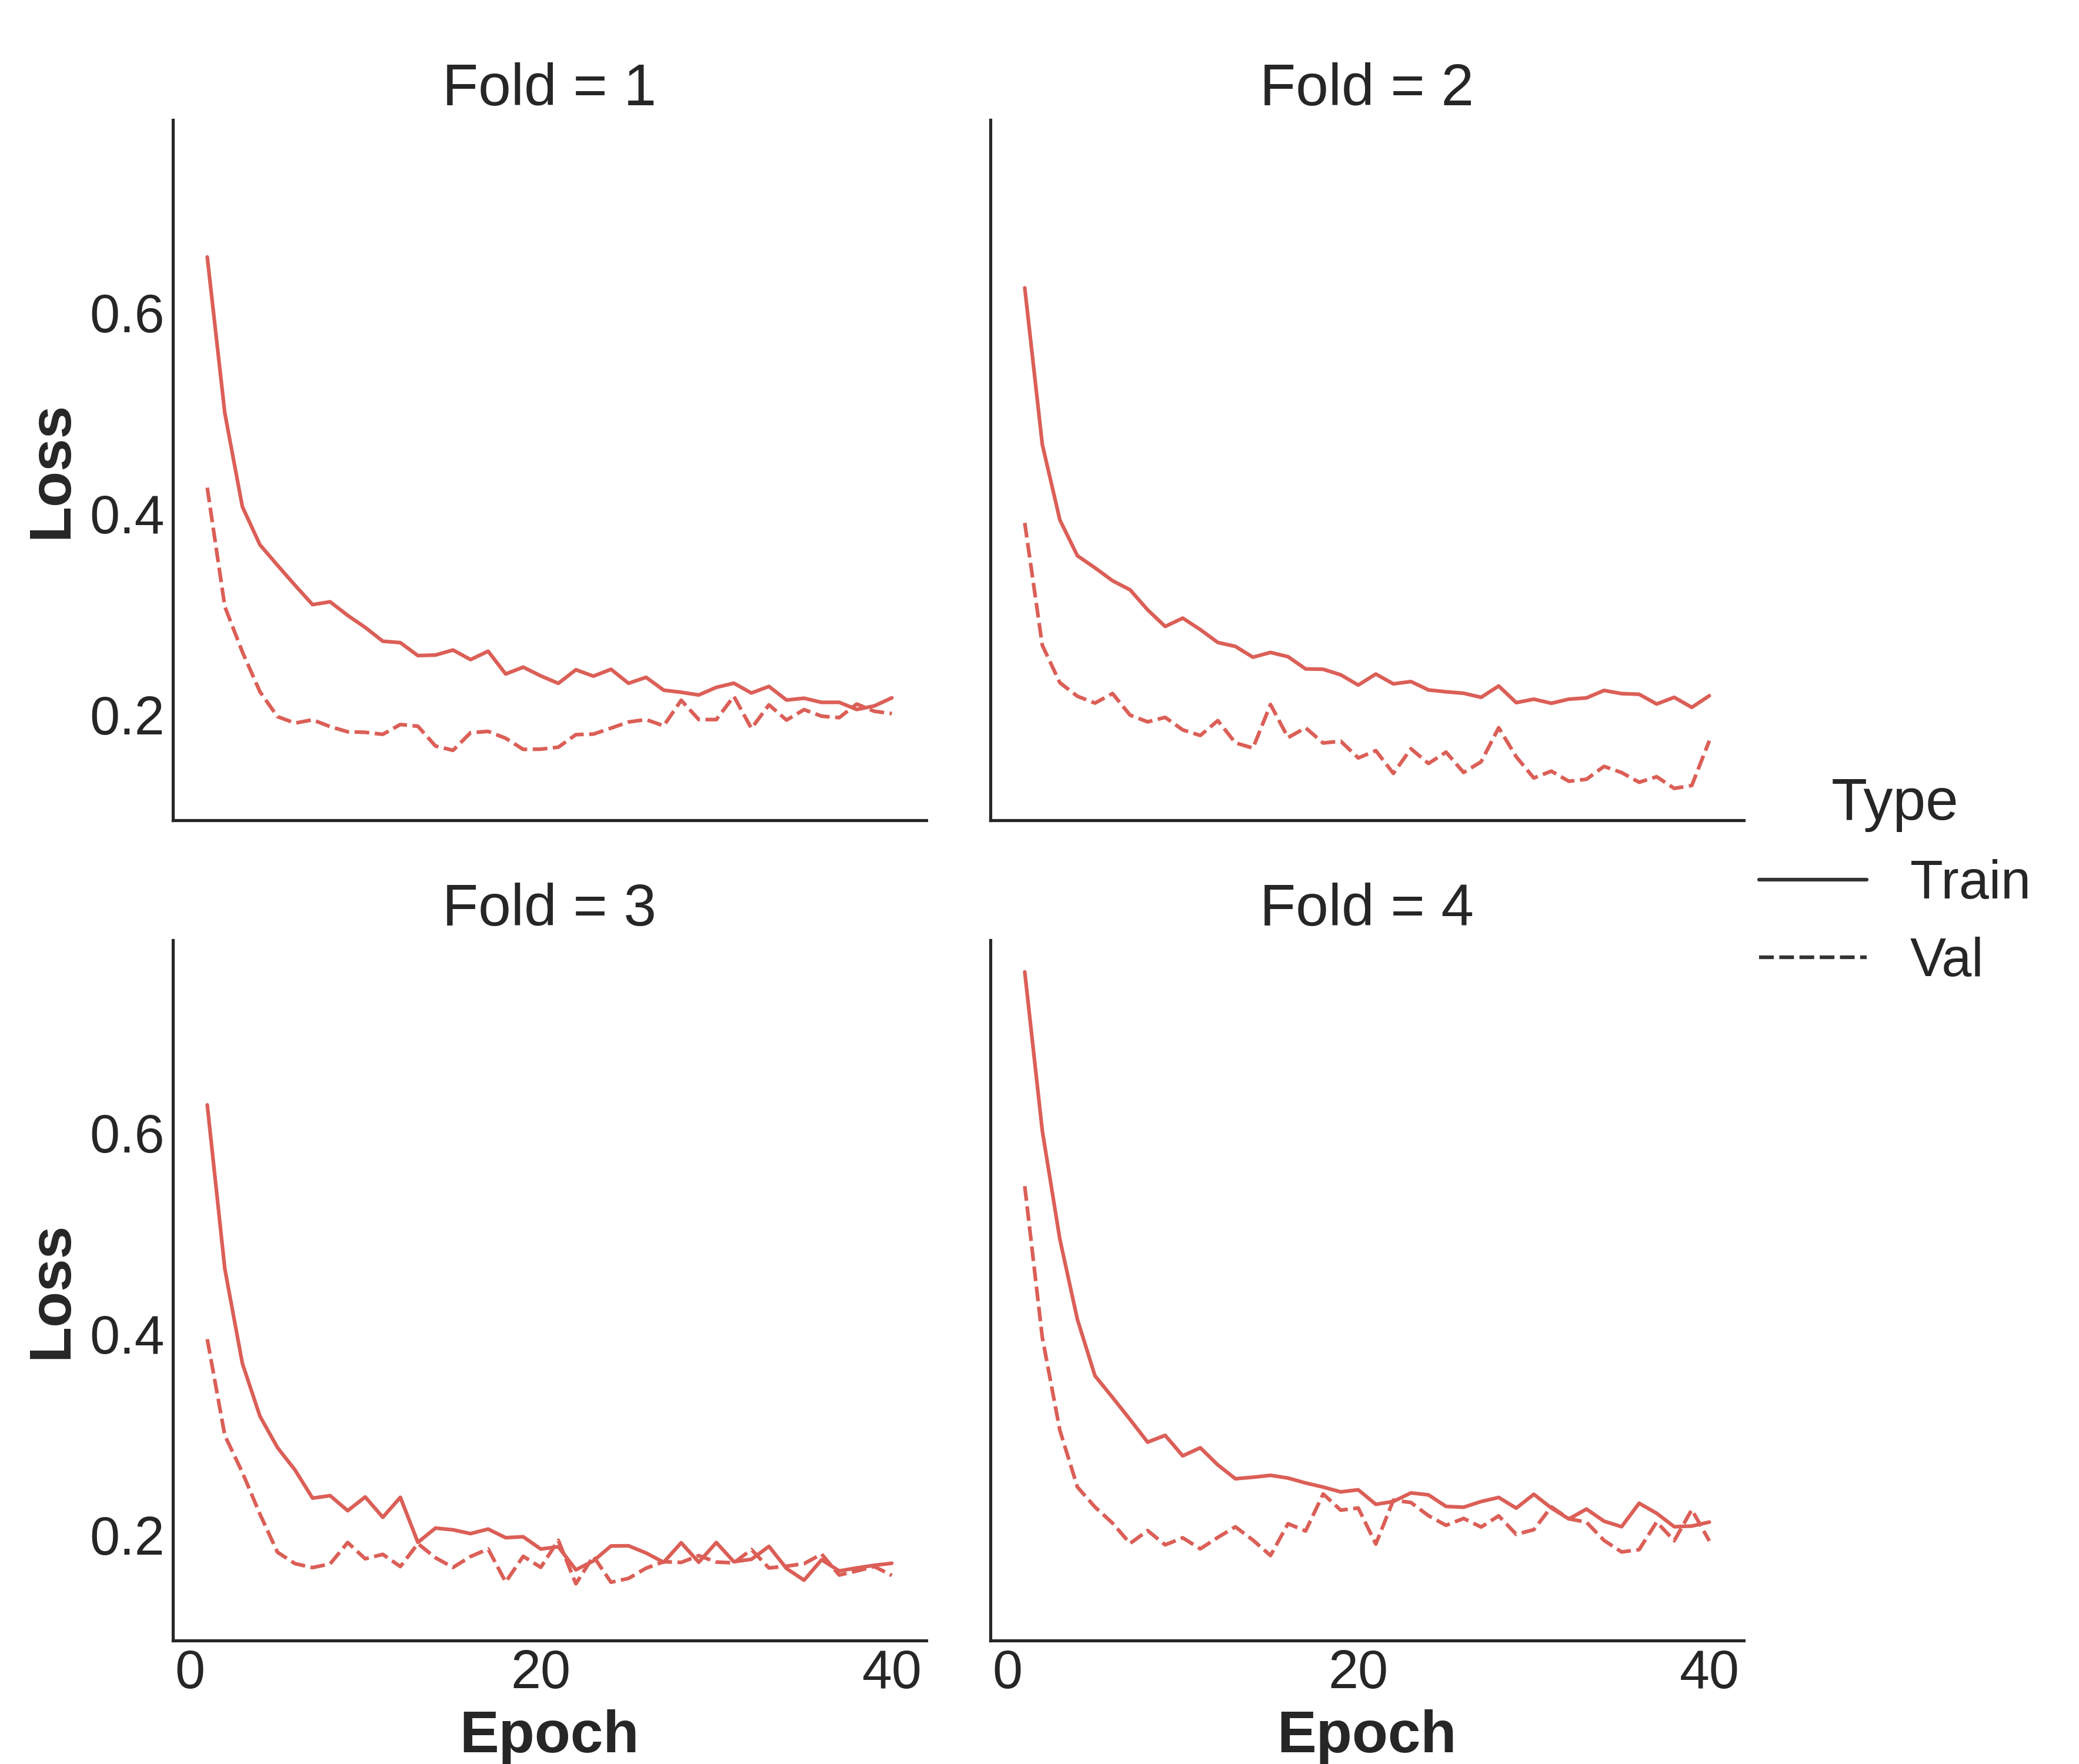 Fold = 1
Fold = 2
Loss
0.6
0.4
0.2
Type
Train
Val
Fold = 3
Fold = 4
Loss
0.6
0.4
0.2
0
20
40
0
20
40
Epoch
Epoch